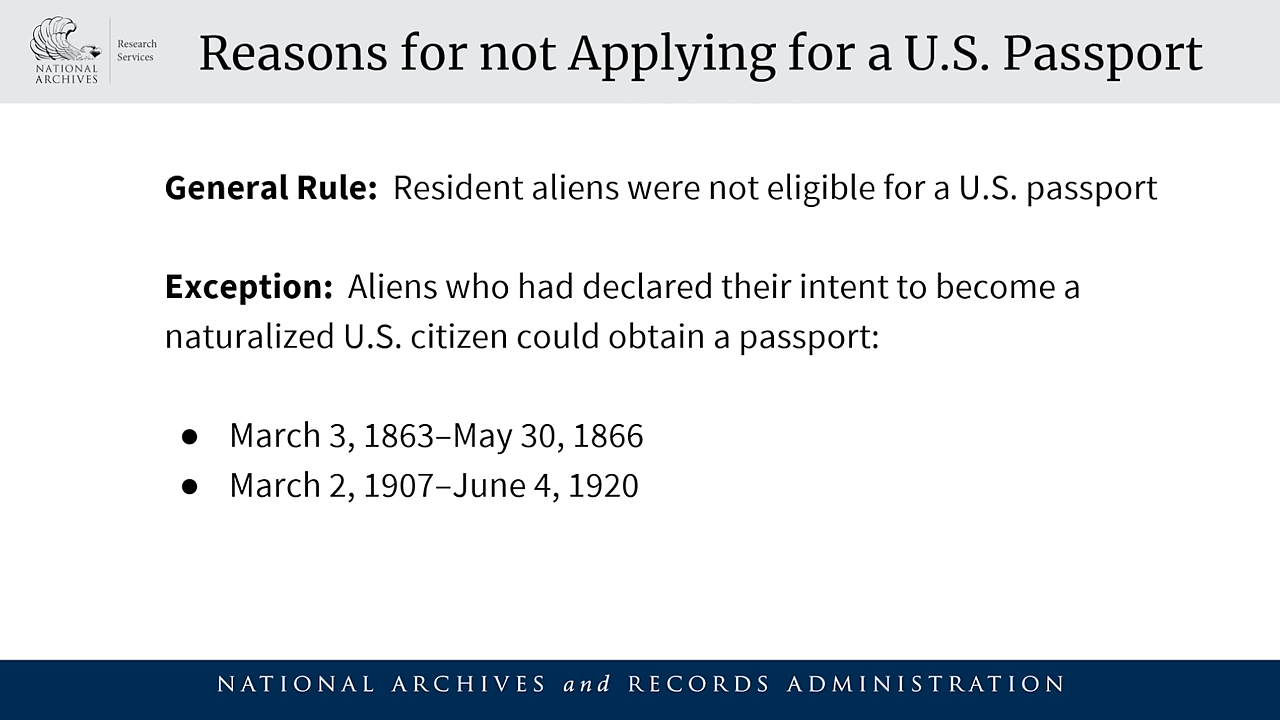 NATIONAL
ARCHIVES
Research
Services
Reasons for not Applying for a U.S. Passport
General Rule: Resident aliens were not eligible for a U.S. passport
Exception: Aliens who had declared their intent to become a
naturalized U.S. citizen could obtain a passport:
● March 3, 1863–May 30, 1866
● March 2, 1907–June 4, 1920
NATIONAL ARCHIVES and RECORDS ADMINISTRATION